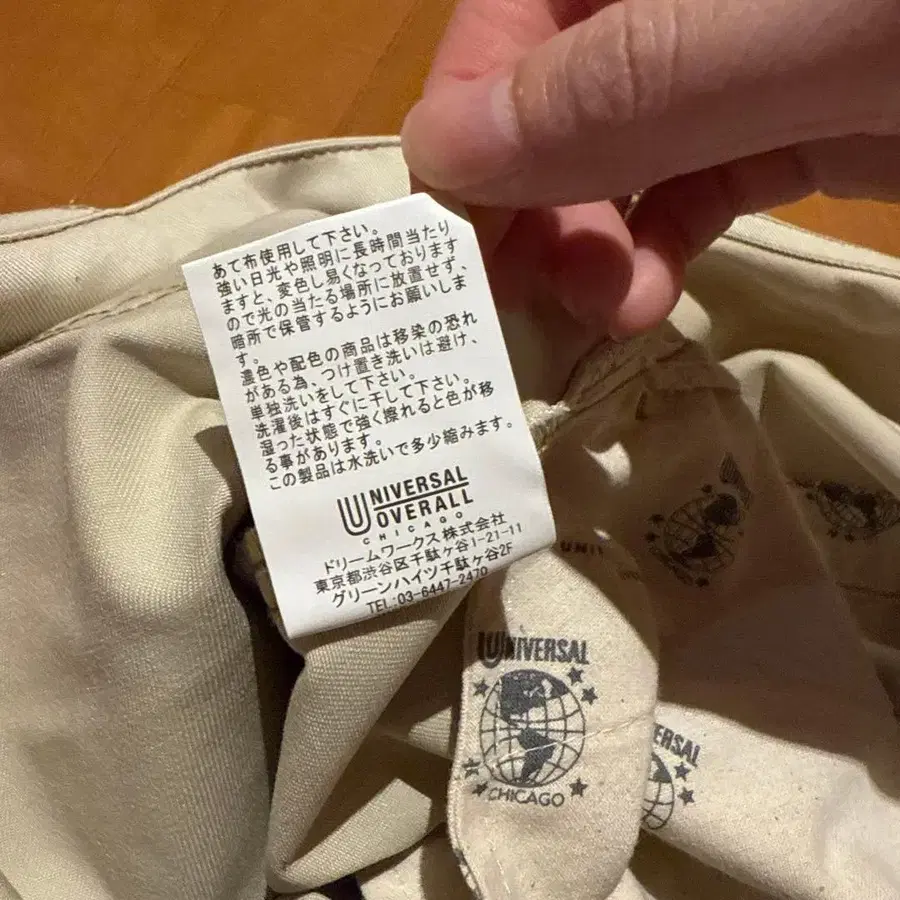 あて布使用して下さい。
強い日光や照明に長時間当たり
ますと、変色し易くなっております
ので光の当たる場所に放置せず、
暗所で保管するようにお願いしま
す。
濃色や配色の商品は移染の恐れ
がある為、つけ置き洗いは避け、
単独洗いをして下さい。
洗濯後はすぐに干して下さい。
湿った状態で強く擦れると色が移
る事があります。
この製品は水洗いで多少縮みます。
UNIVERSAL
OVERALL
CHICAGO
ドリームワークス株式会社
東京都渋谷区千駄ヶ谷1-21-11
グリーンハイツ千駄ヶ谷2F
TEL:03-6447-2470
UNI
UNIVERSAL
CHICAGO
ERSAL